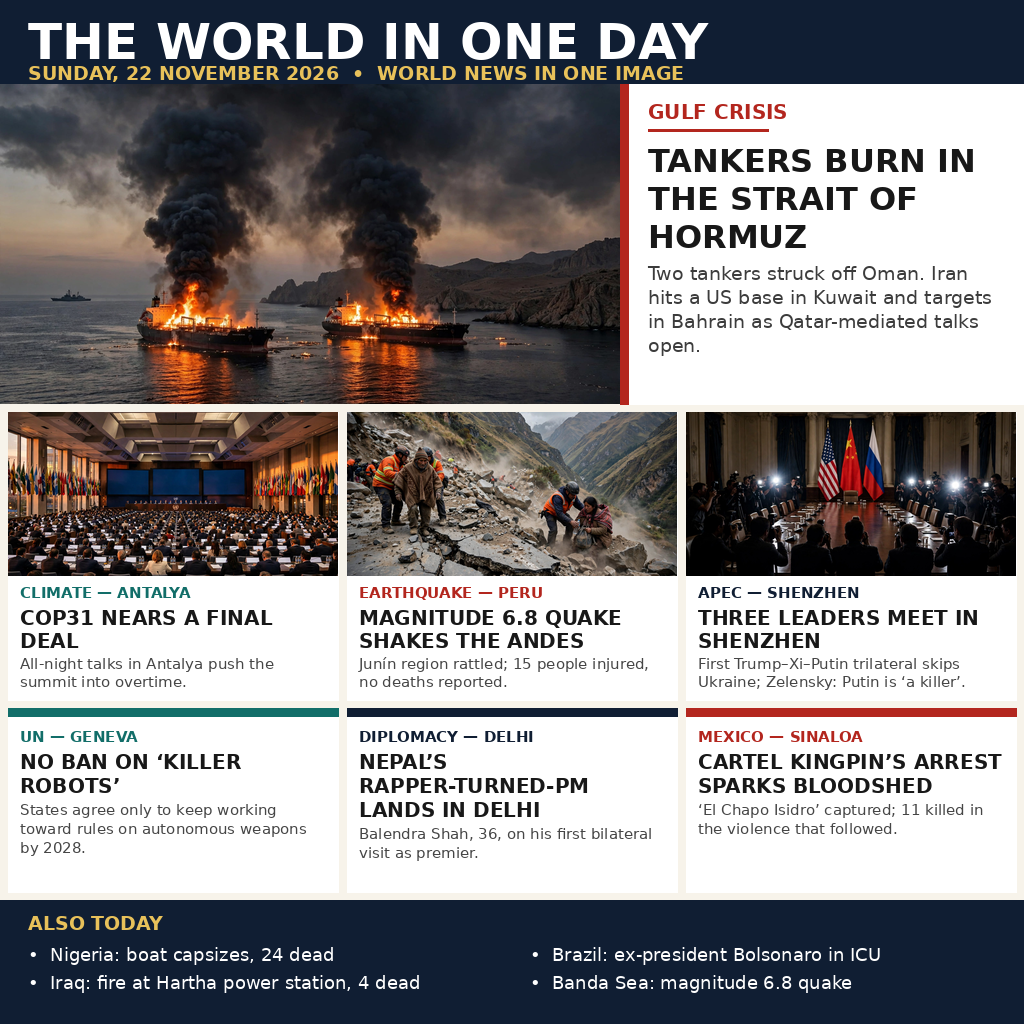 THE WORLD IN ONE DAY
SUNDAY, 22 NOVEMBER 2026 • WORLD NEWS IN ONE IMAGE
GULF CRISIS
TANKERS BURN IN
THE STRAIT OF
HORMUZ
Two tankers struck off Oman. Iran
hits a US base in Kuwait and targets
in Bahrain as Qatar-mediated talks
open.
CLIMATE — ANTALYA
COP31 NEARS A FINAL
DEAL
All-night talks in Antalya push the
summit into overtime.
EARTHQUAKE — PERU
MAGNITUDE 6.8 QUAKE
SHAKES THE ANDES
Junín region rattled; 15 people injured,
no deaths reported.
APEC — SHENZHEN
THREE LEADERS MEET IN
SHENZHEN
First Trump–Xi–Putin trilateral skips
Ukraine; Zelensky: Putin is ‘a killer’.
UN — GENEVA
NO BAN ON ‘KILLER
ROBOTS’
States agree only to keep working
toward rules on autonomous weapons
by 2028.
DIPLOMACY — DELHI
NEPAL’S
RAPPER-TURNED-PM
LANDS IN DELHI
Balendra Shah, 36, on his first bilateral
visit as premier.
MEXICO — SINALOA
CARTEL KINGPIN’S ARREST
SPARKS BLOODSHED
‘El Chapo Isidro’ captured; 11 killed in
the violence that followed.
ALSO TODAY
• Nigeria: boat capsizes, 24 dead
• Iraq: fire at Hartha power station, 4 dead
• Brazil: ex-president Bolsonaro in ICU
• Banda Sea: magnitude 6.8 quake